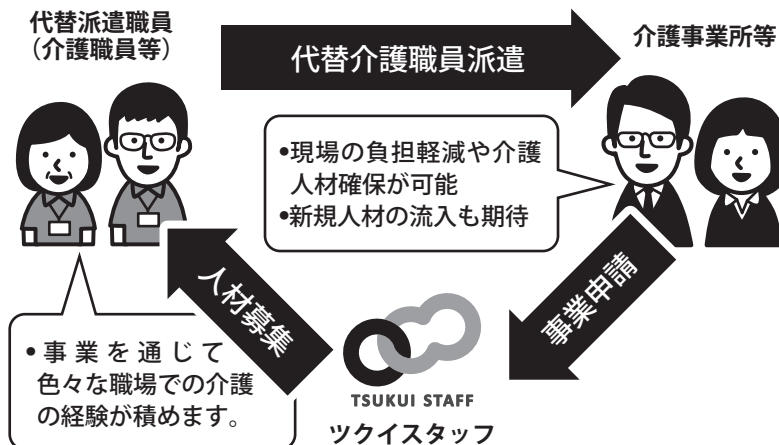 代替派遣職員
（介護職員等）
代替介護職員派遣
介護事業所等
•現場の負担軽減や介護
人材確保が可能
•新規人材の流入も期待
人材募集
事業申請
•事業を通じて
色々な職場での介護
の経験が積めます。
TSUKUI STAFF
ツクイスタッフ